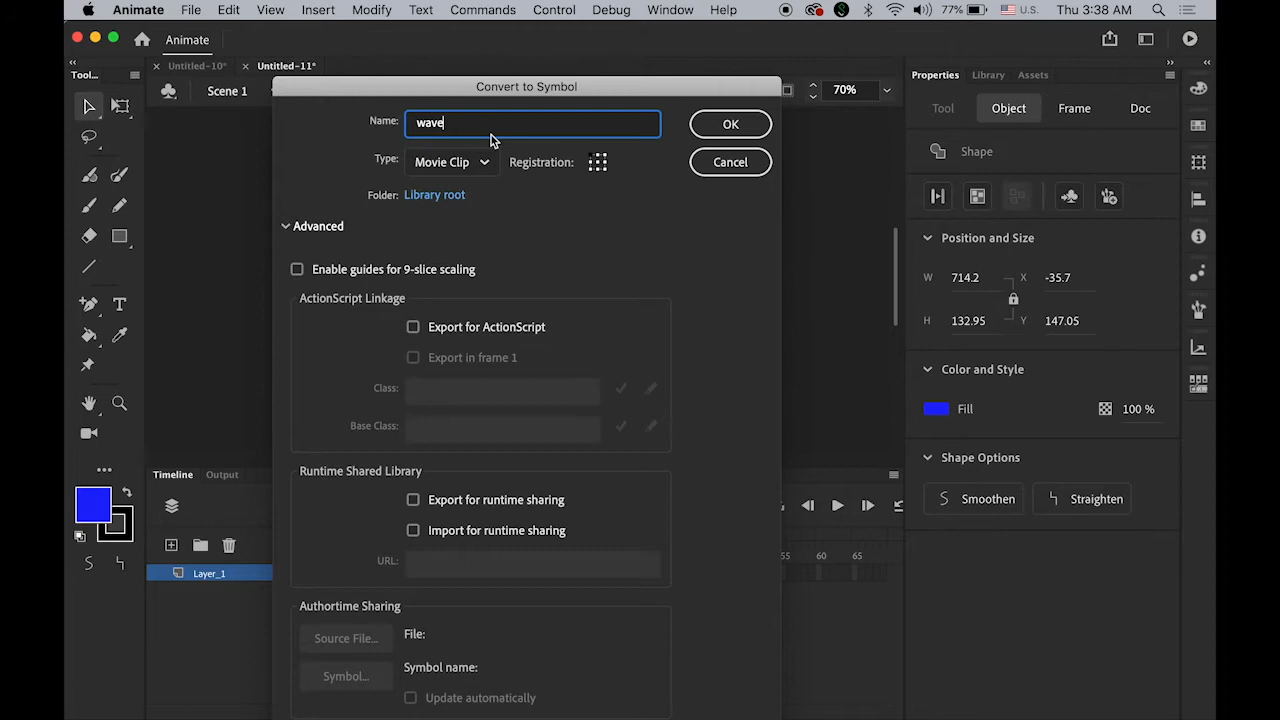 Animate File Edit View Insert Modify Text Commands Control Debug Window Help 77% U.S. Thu 3:38 AM
Animate
Tool... Untitled-10* Untitled-11*
Scene 1 70%
Convert to Symbol
Name: wave OK
Type: Movie Clip Registration: Cancel
Folder: Library root
Advanced
Enable guides for 9-slice scaling
ActionScript Linkage
Export for ActionScript
Export in frame 1
Class:
Base Class:
Runtime Shared Library
Export for runtime sharing
Import for runtime sharing
URL:
Authortime Sharing
Source File... File:
Symbol... Symbol name:
Update automatically
Properties Library Assets
Tool Object Frame Doc
Shape
Position and Size
W 714.2 X -35.7
H 132.95 Y 147.05
Color and Style
Fill 100 %
Shape Options
Smoothen Straighten
Timeline Output
55 60 65
Layer_1